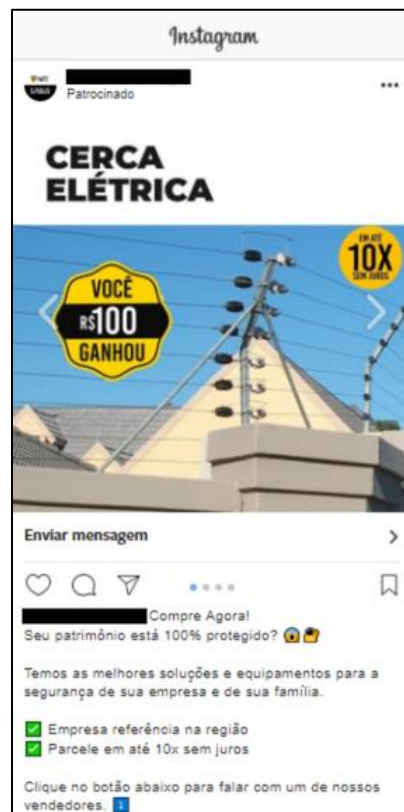 Instagram
Patrocinado
CERCA
ELÉTRICA
EM ATÉ
10X
SEM JUROS
VOCÊ
R$100
GANHOU
Enviar mensagem
Compre Agora!
Seu patrimônio está 100% protegido? 😱 🔐
Temos as melhores soluções e equipamentos para a
segurança de sua empresa e de sua família.
✅ Empresa referência na região
✅ Parcele em até 10x sem juros
Clique no botão abaixo para falar com um de nossos
vendedores.